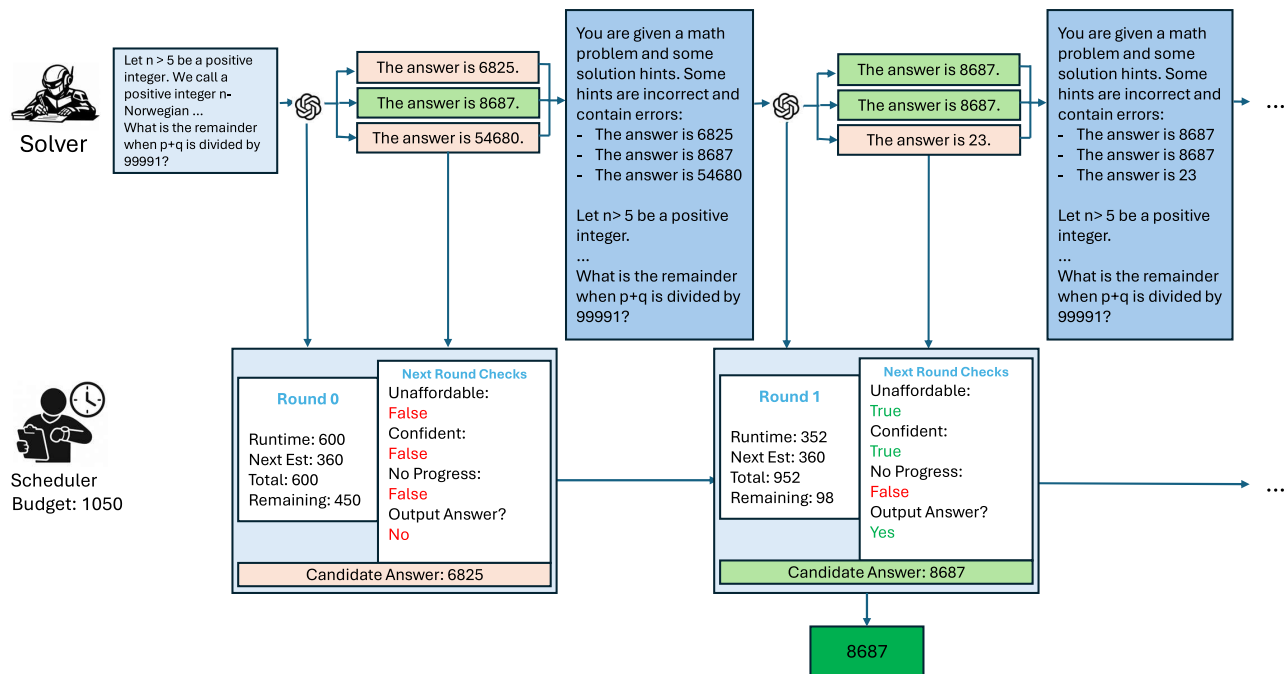 Let n > 5 be a positive
integer. We call a
positive integer n-
Norwegian ...
What is the remainder
when p+q is divided by
99991?
Solver
The answer is 6825.
The answer is 8687.
The answer is 54680.
You are given a math
problem and some
solution hints. Some
hints are incorrect and
contain errors:
- The answer is 6825
- The answer is 8687
- The answer is 54680
Let n> 5 be a positive
integer.
...
What is the remainder
when p+q is divided by
99991?
The answer is 8687.
The answer is 8687.
The answer is 23.
You are given a math
problem and some
solution hints. Some
hints are incorrect and
contain errors:
- The answer is 8687
- The answer is 8687
- The answer is 23
Let n> 5 be a positive
integer.
...
What is the remainder
when p+q is divided by
99991?
...
Scheduler
Budget: 1050
Round 0
Runtime: 600
Next Est: 360
Total: 600
Remaining: 450
Next Round Checks
Unaffordable:
False
Confident:
False
No Progress:
False
Output Answer?
No
Candidate Answer: 6825
Round 1
Runtime: 352
Next Est: 360
Total: 952
Remaining: 98
Next Round Checks
Unaffordable:
True
Confident:
True
No Progress:
False
Output Answer?
Yes
Candidate Answer: 8687
...
8687